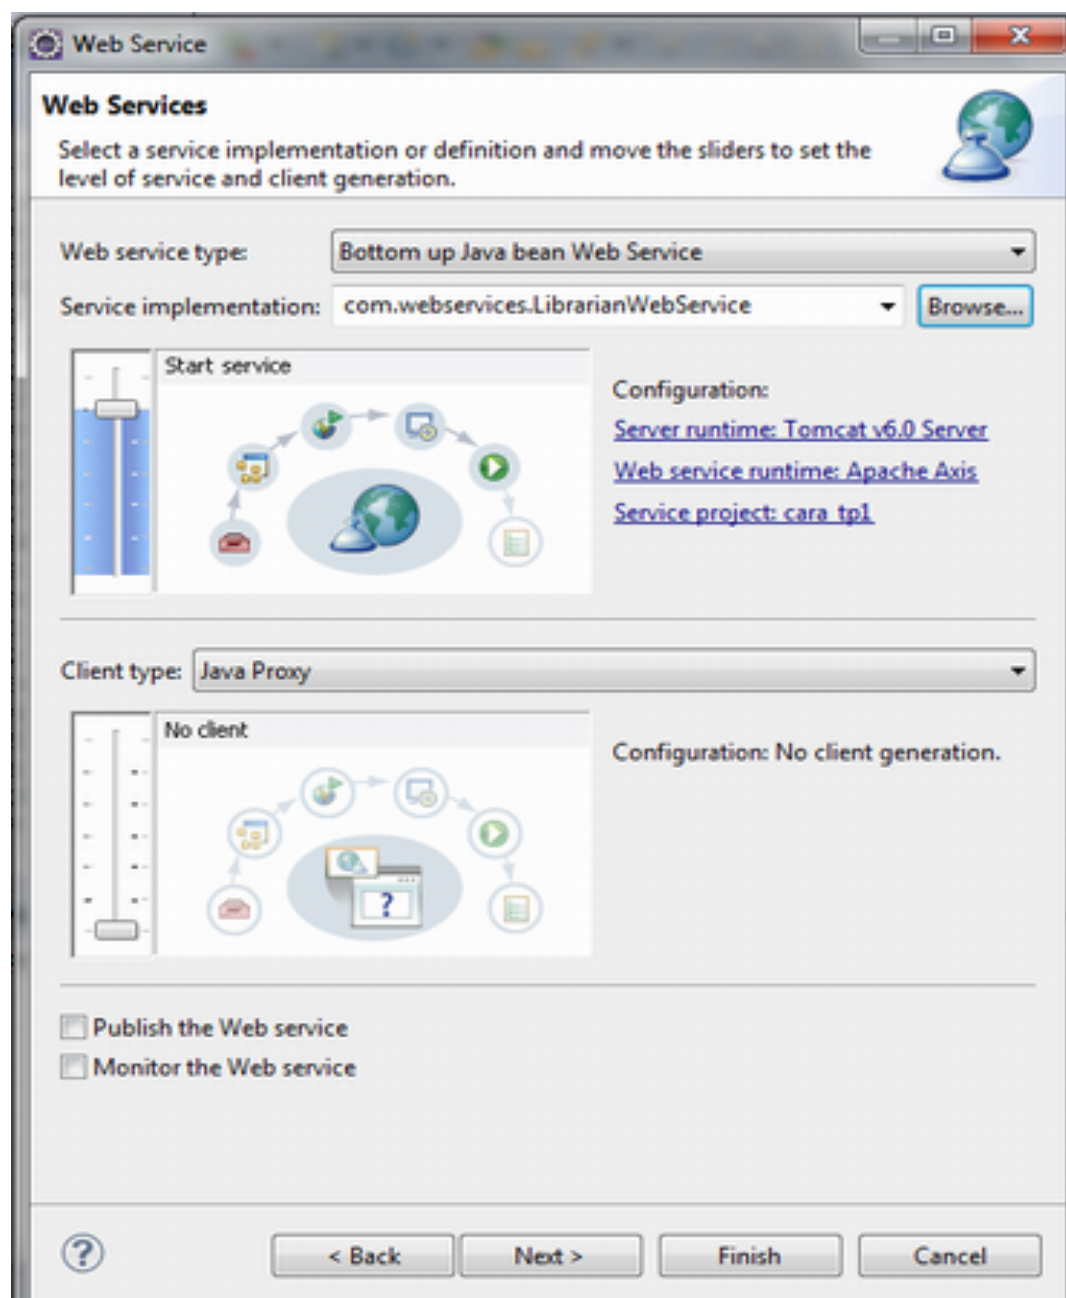 Web Service
Web Services
Select a service implementation or definition and move the sliders to set the
level of service and client generation.
Web service type: Bottom up Java bean Web Service
Service implementation: com.webservices.LibrarianWebService Browse...
Start service
Configuration:
Server runtime: Tomcat v6.0 Server
Web service runtime: Apache Axis
Service project: cara_tp1
Client type: Java Proxy
No client
Configuration: No client generation.
?
Publish the Web service
Monitor the Web service
? < Back Next > Finish Cancel